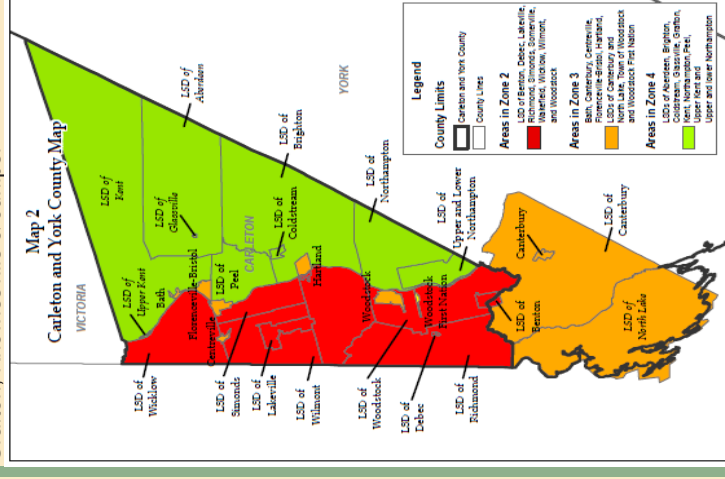 Map 2
Carleton and York County Map
VICTORIA
YORK
CARLETON
LSD of
Kent
LSD of
Aberdeen
LSD of
Glassville
LSD of
Brighton
LSD of
Coldstream
LSD of
Northampton
LSD of
Upper and Lower
Northampton
LSD of
Upper Kent
Bath
Florenceville-Bristol
LSD of
Peel
Hartland
Centreville
Woodstock
Woodstock
First Nation
LSD of
Wicklow
LSD of
Simonds
LSD of
Lakeville
LSD of
Wilmont
LSD of
Woodstock
LSD of
Debec
LSD of
Richmond
LSD of
Benton
Canterbury
LSD of
Canterbury
LSD of
North Lake
Legend
County Limits
Carleton and York County
County Lines
Areas in Zone 2
LSD of Benton, Debec, Lakeville,
Richmond, Simonds, Somerville,
Wakefield, Wicklow, Wilmont,
and Woodstock
Areas in Zone 3
Bath, Canterbury, Centreville,
Florenceville-Bristol, Hartland,
LSDs of Canterbury and
North Lake, Town of Woodstock
and Woodstock First Nation
Areas in Zone 4
LSDs of Aberdeen, Brighton,
Coldstream, Glassville, Grafton,
Kent, Northampton, Peel,
Upper Kent and
Upper and lower Northampton